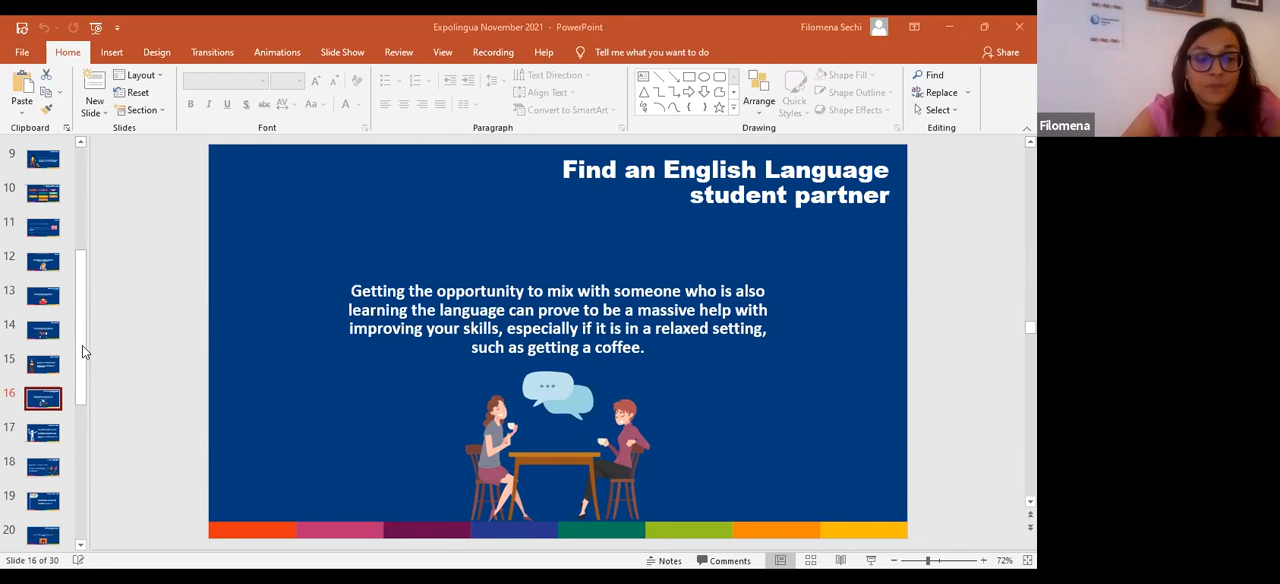 Expolingua November 2021 - PowerPoint
Filomena Sechi
File Home Insert Design Transitions Animations Slide Show Review View Recording Help Tell me what you want to do Share
Paste
Clipboard
New Slide
Layout
Reset
Section
Slides
B I U S abc AV Aa A
Font
Text Direction
Align Text
Convert to SmartArt
Paragraph
Arrange
Quick Styles
Shape Fill
Shape Outline
Shape Effects
Drawing
Find
Replace
Select
Editing
Filomena
9
10
11
12
13
14
15
16
17
18
19
20
Find an English Language
student partner
Getting the opportunity to mix with someone who is also
learning the language can prove to be a massive help with
improving your skills, especially if it is in a relaxed setting,
such as getting a coffee.
Slide 16 of 30
Notes
Comments
72%